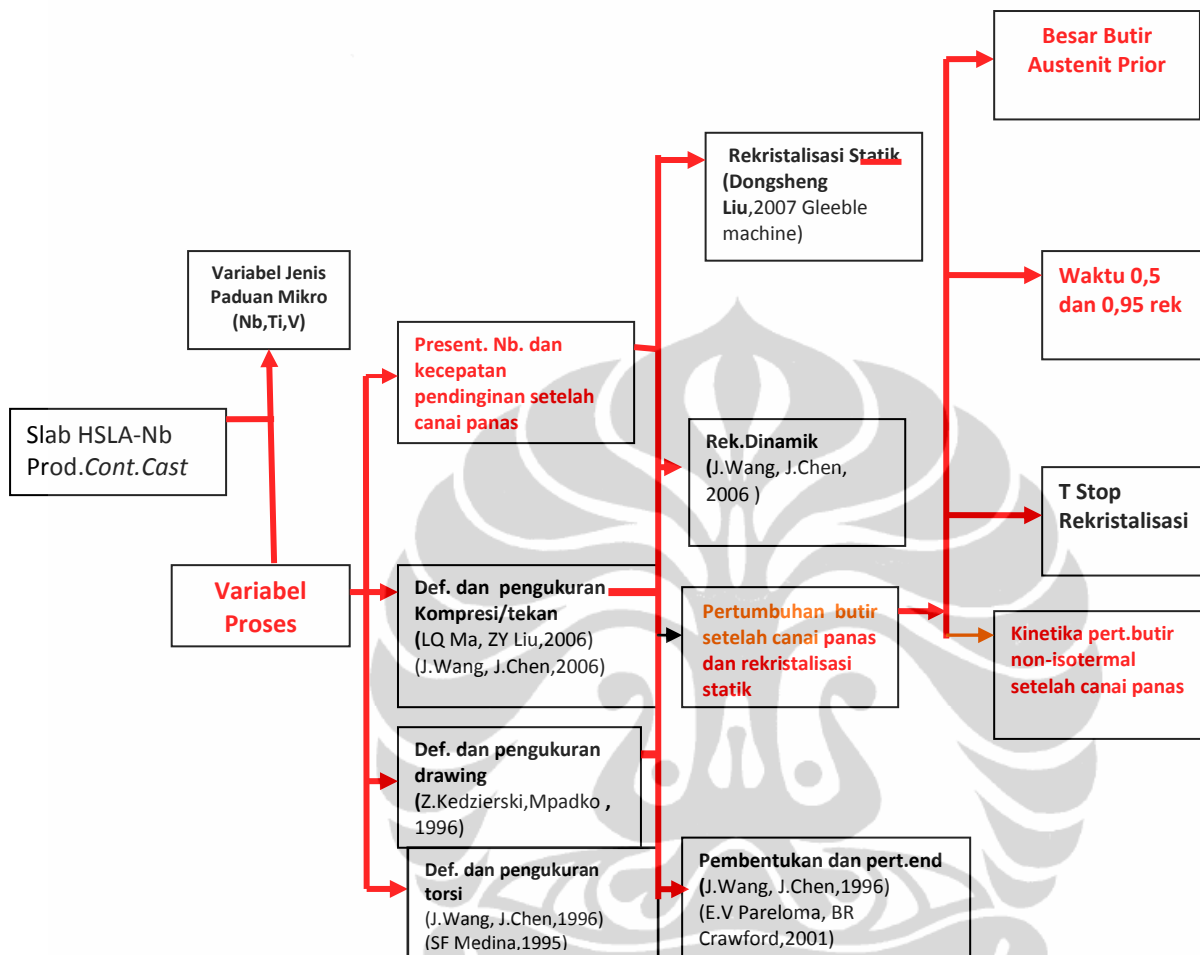 Slab HSLA-Nb
Prod.Cont.Cast
Variabel Jenis
Paduan Mikro
(Nb,Ti,V)
Variabel
Proses
Present. Nb. dan
kecepatan
pendinginan setelah
canai panas
Def. dan pengukuran
Kompresi/tekan
(LQ Ma, ZY Liu,2006)
(J.Wang, J.Chen,2006)
Def. dan pengukuran
drawing
(Z.Kedzierski,Mpadko ,
1996)
Def. dan pengukuran
torsi
(J.Wang, J.Chen,1996)
(SF Medina,1995)
Rekristalisasi Statik
(Dongsheng
Liu,2007 Gleeble
machine)
Rek.Dinamik
(J.Wang, J.Chen,
2006 )
Pertumbuhan butir
setelah canai panas
dan rekristalisasi
statik
Pembentukan dan pert.end
(J.Wang, J.Chen,1996)
(E.V Pareloma, BR
Crawford,2001)
Besar Butir
Austenit Prior
Waktu 0,5
dan 0,95 rek
T Stop
Rekristalisasi
Kinetika pert.butir
non-isotermal
setelah canai panas